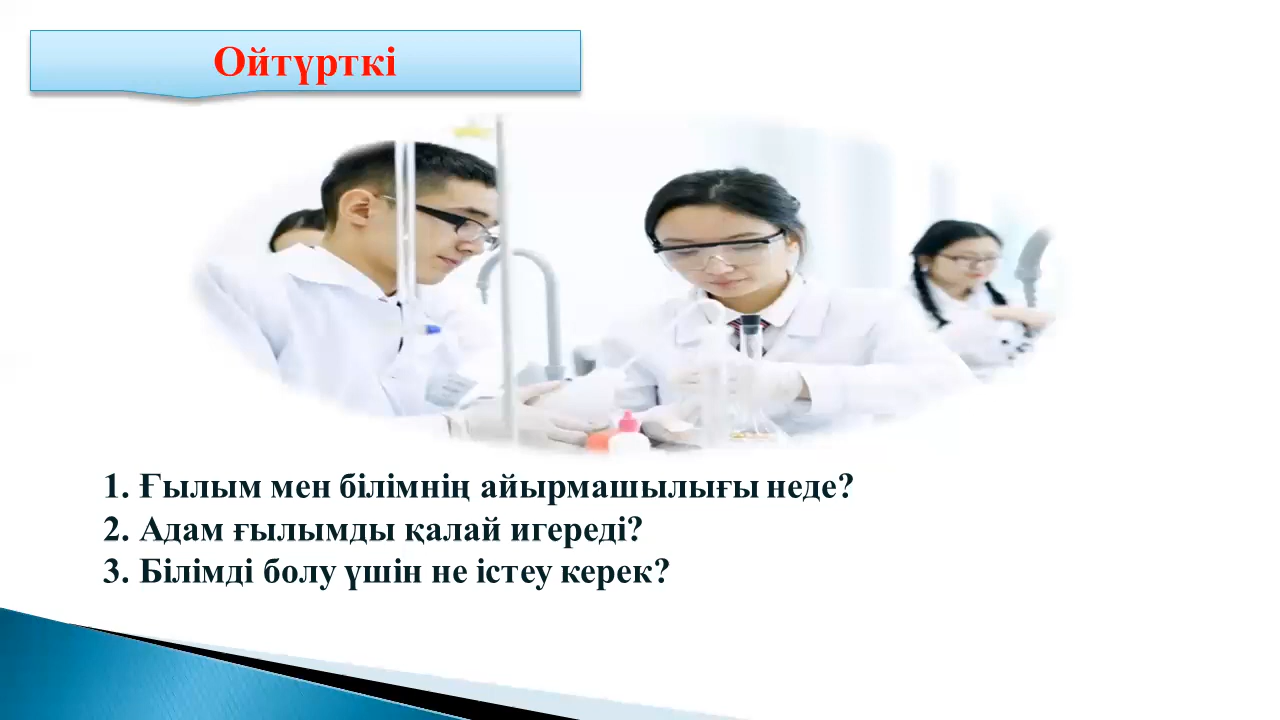 Ойтүрткі
1. Ғылым мен білімнің айырмашылығы неде?
2. Адам ғылымды қалай игереді?
3. Білімді болу үшін не істеу керек?